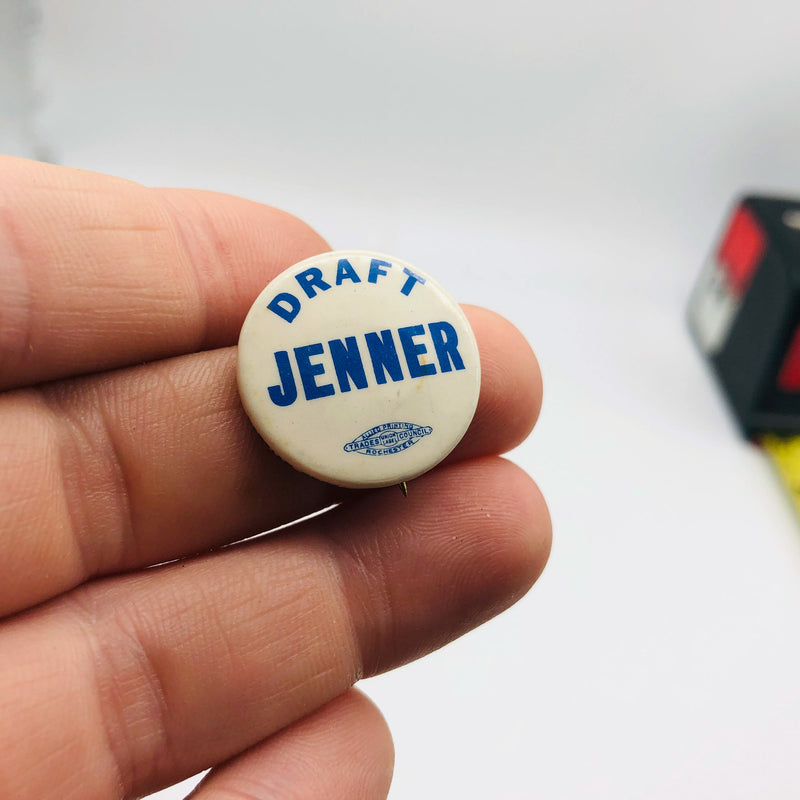 DRAFT
JENNER
ALLIED PRINTING
TRADES UNION LABEL COUNCIL
ROCHESTER